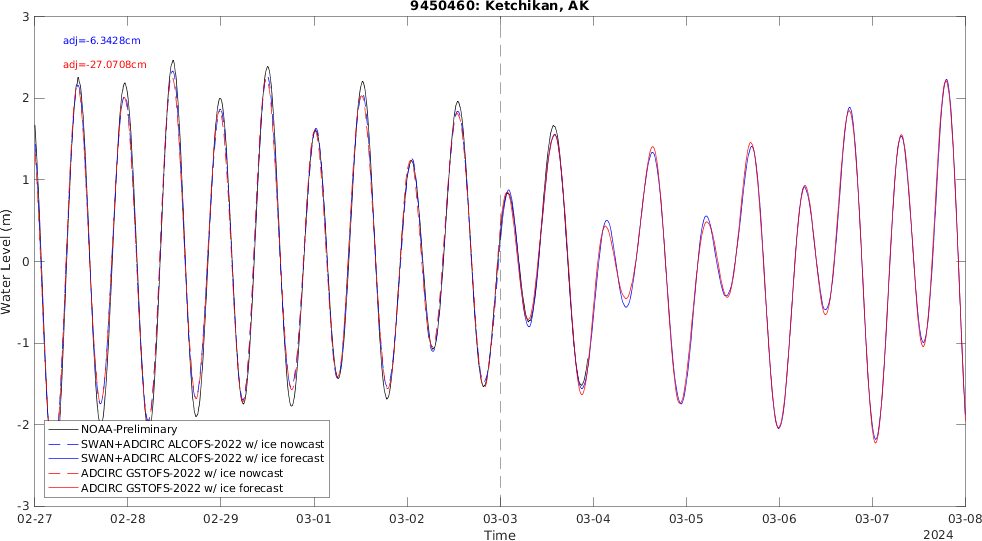 9450460: Ketchikan, AK
adj=-6.3428cm
adj=-27.0708cm
3
2
1
0
-1
-2
-3
Water Level (m)
NOAA-Preliminary
SWAN+ADCIRC ALCOFS-2022 w/ ice nowcast
SWAN+ADCIRC ALCOFS-2022 w/ ice forecast
ADCIRC GSTOFS-2022 w/ ice nowcast
ADCIRC GSTOFS-2022 w/ ice forecast
02-27 02-28 02-29 03-01 03-02 03-03 03-04 03-05 03-06 03-07 03-08
Time
2024